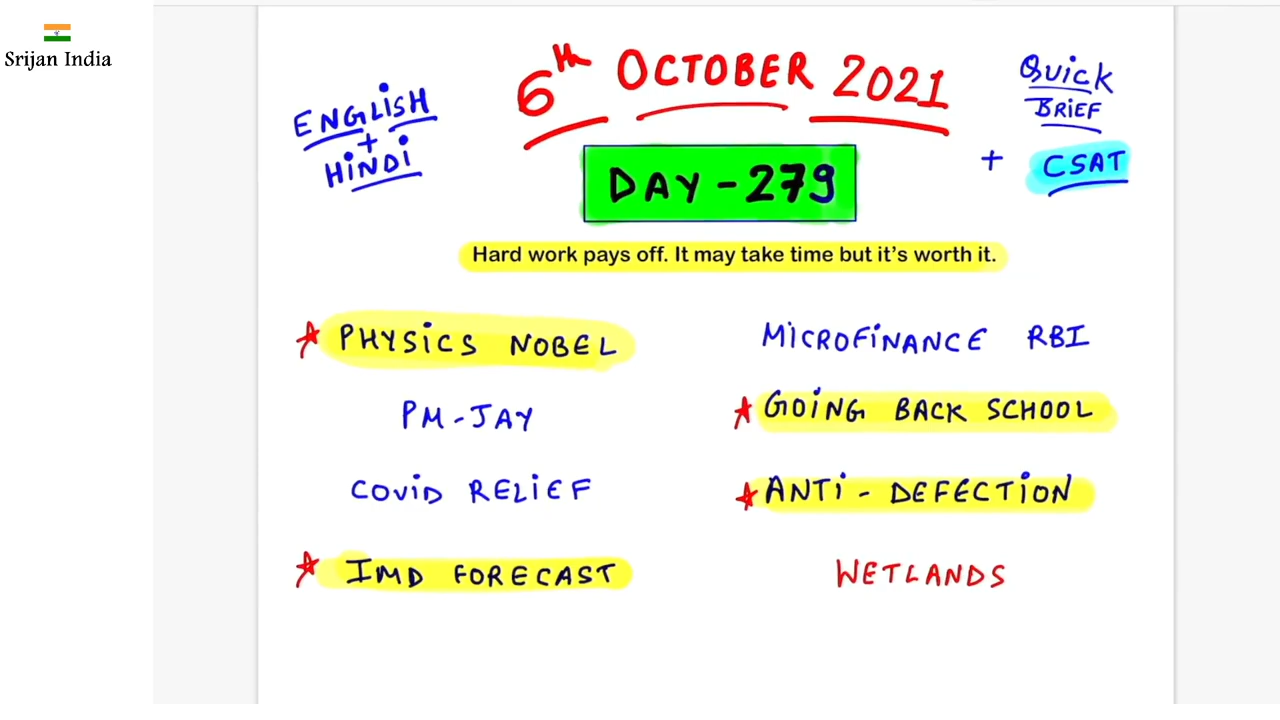 Srijan India
6th OCTOBER 2021
ENGLISH
+
HINDI
QUICK
BRIEF
+ CSAT
DAY - 279
Hard work pays off. It may take time but it's worth it.
PHYSICS NOBEL
MICROFINANCE RBI
PM-JAY
GOING BACK SCHOOL
COVID RELIEF
ANTI - DEFECTION
IMD FORECAST
WETLANDS